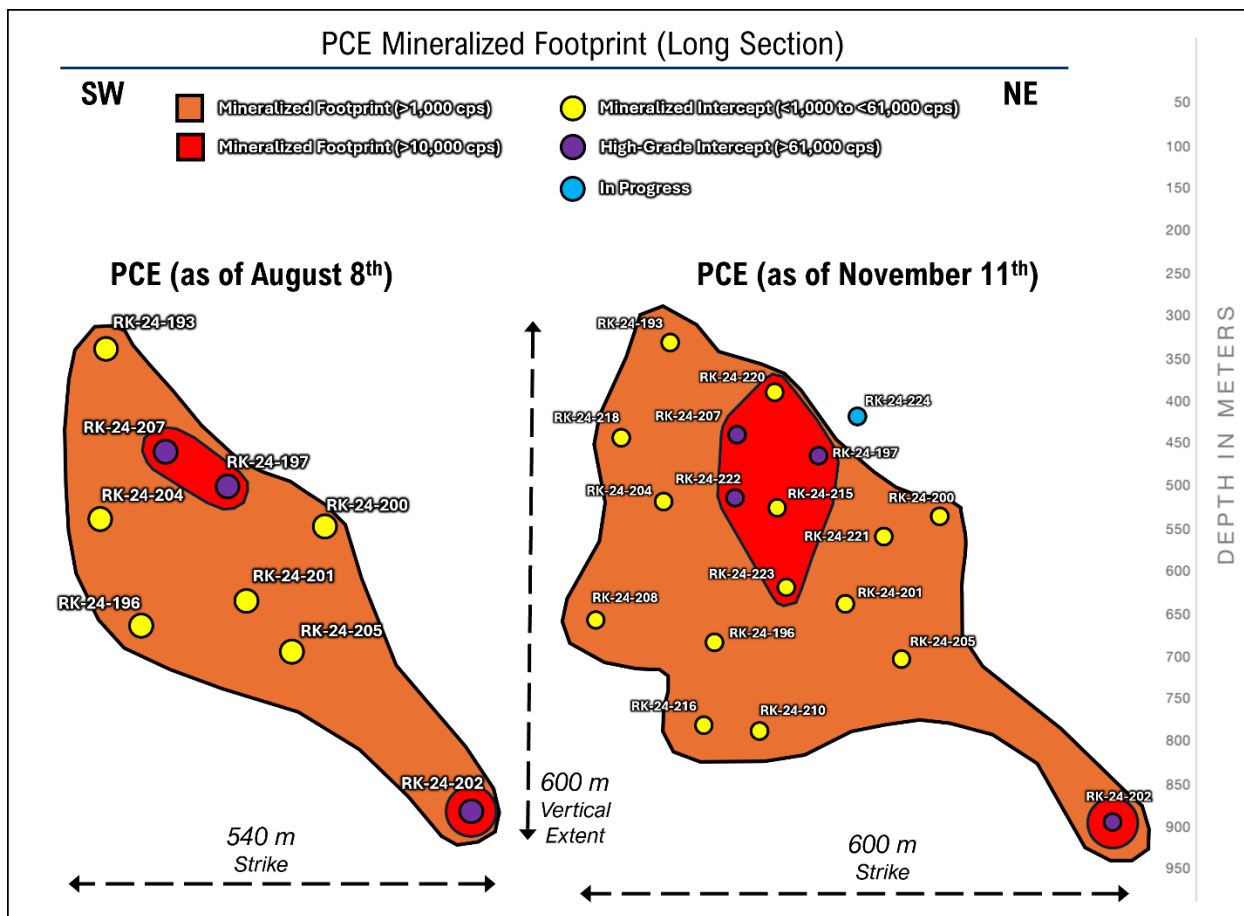 PCE Mineralized Footprint (Long Section)
SW
NE
Mineralized Footprint (>1,000 cps)
Mineralized Footprint (>10,000 cps)
Mineralized Intercept (<1,000 to <61,000 cps)
High-Grade Intercept (>61,000 cps)
In Progress
PCE (as of August 8th)
RK-24-193
RK-24-207
RK-24-197
RK-24-204
RK-24-200
RK-24-201
RK-24-196
RK-24-205
RK-24-202
540 m
Strike
600 m
Vertical
Extent
PCE (as of November 11th)
RK-24-193
RK-24-220
RK-24-224
RK-24-218
RK-24-207
RK-24-197
RK-24-222
RK-24-204
RK-24-215
RK-24-200
RK-24-221
RK-24-223
RK-24-201
RK-24-208
RK-24-196
RK-24-205
RK-24-216
RK-24-210
RK-24-202
600 m
Strike
50
100
150
200
250
300
350
400
450
500
550
600
650
700
750
800
850
900
950
DEPTH IN METERS